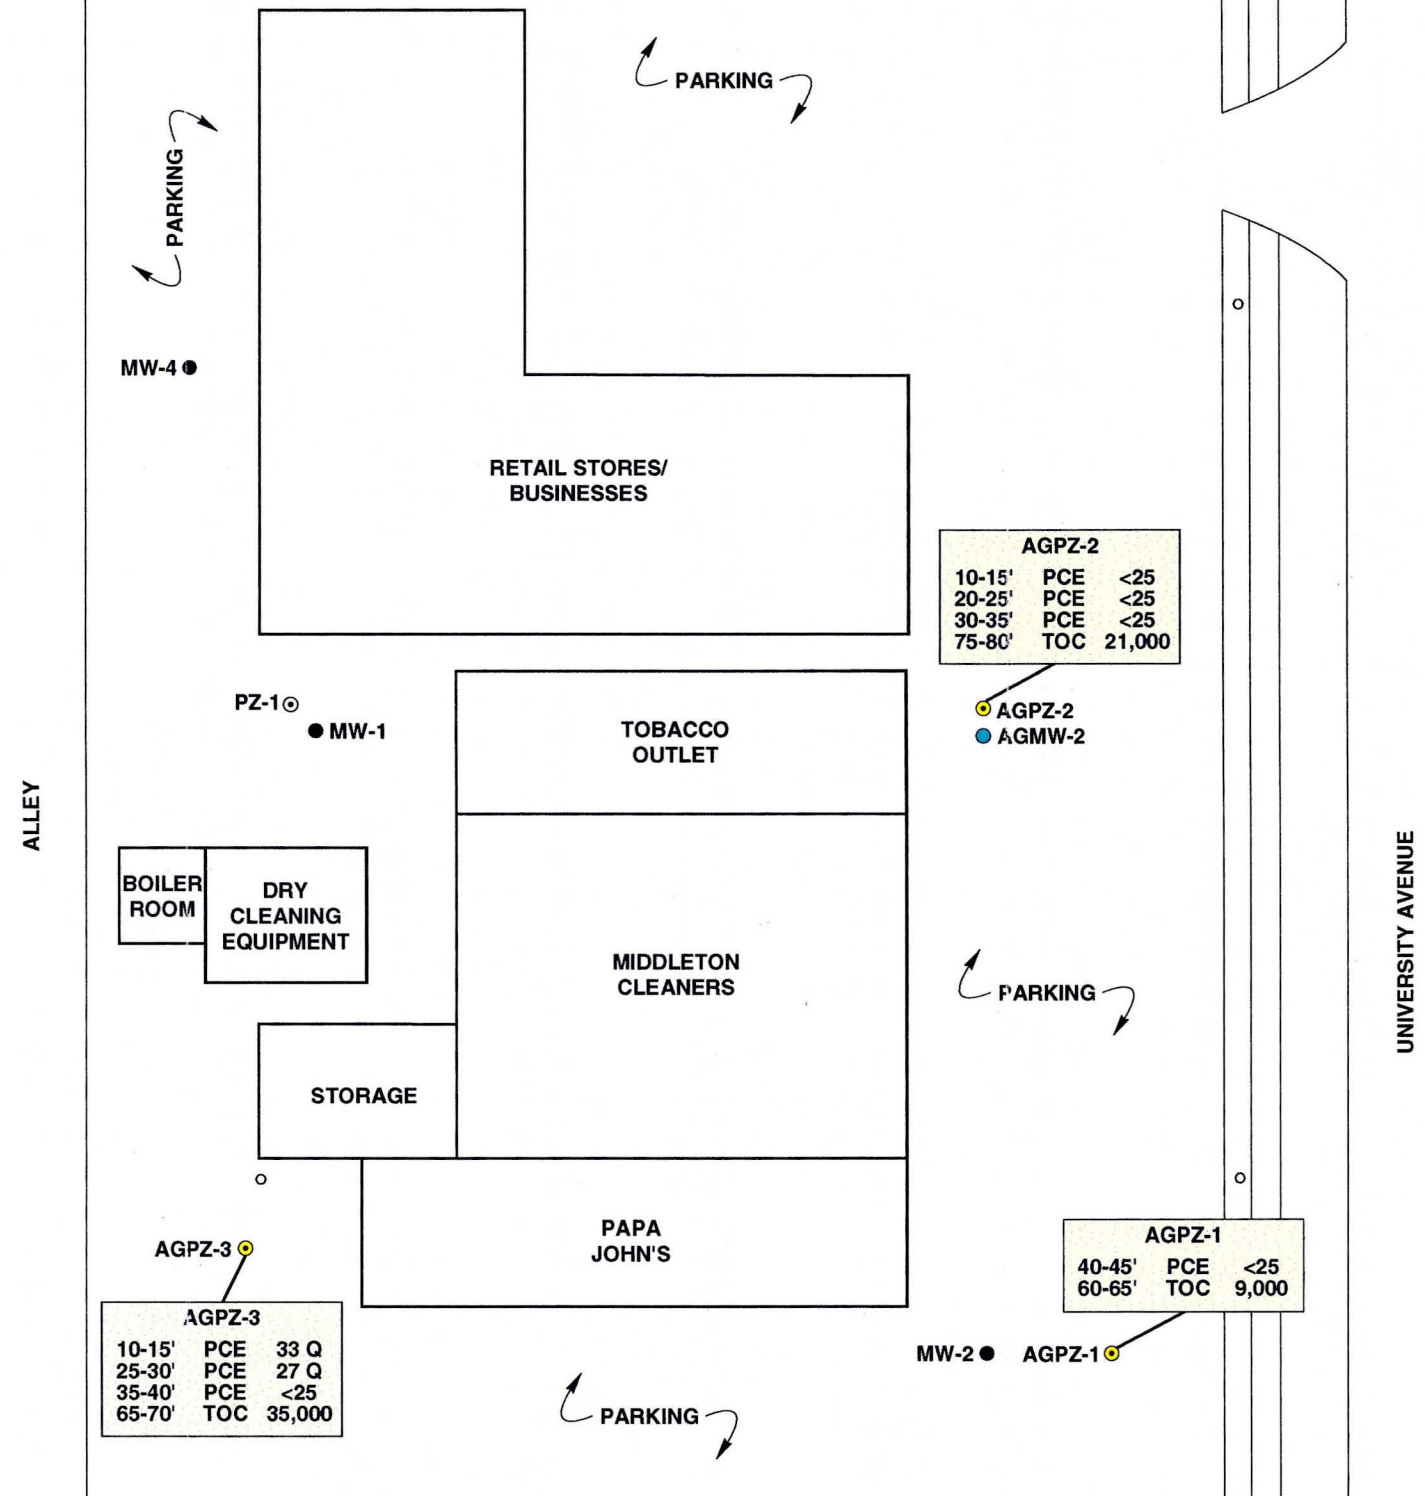 PARKING
PARKING
MW-4
RETAIL STORES/
BUSINESSES
AGPZ-2
10-15' PCE <25
20-25' PCE <25
30-35' PCE <25
75-80' TOC 21,000
PZ-1
MW-1
TOBACCO
OUTLET
AGPZ-2
AGMW-2
ALLEY
UNIVERSITY AVENUE
BOILER
ROOM
DRY
CLEANING
EQUIPMENT
MIDDLETON
CLEANERS
PARKING
STORAGE
PAPA
JOHN'S
AGPZ-1
40-45' PCE <25
60-65' TOC 9,000
AGPZ-3
AGPZ-3
10-15' PCE 33 Q
25-30' PCE 27 Q
35-40' PCE <25
65-70' TOC 35,000
MW-2
AGPZ-1
PARKING